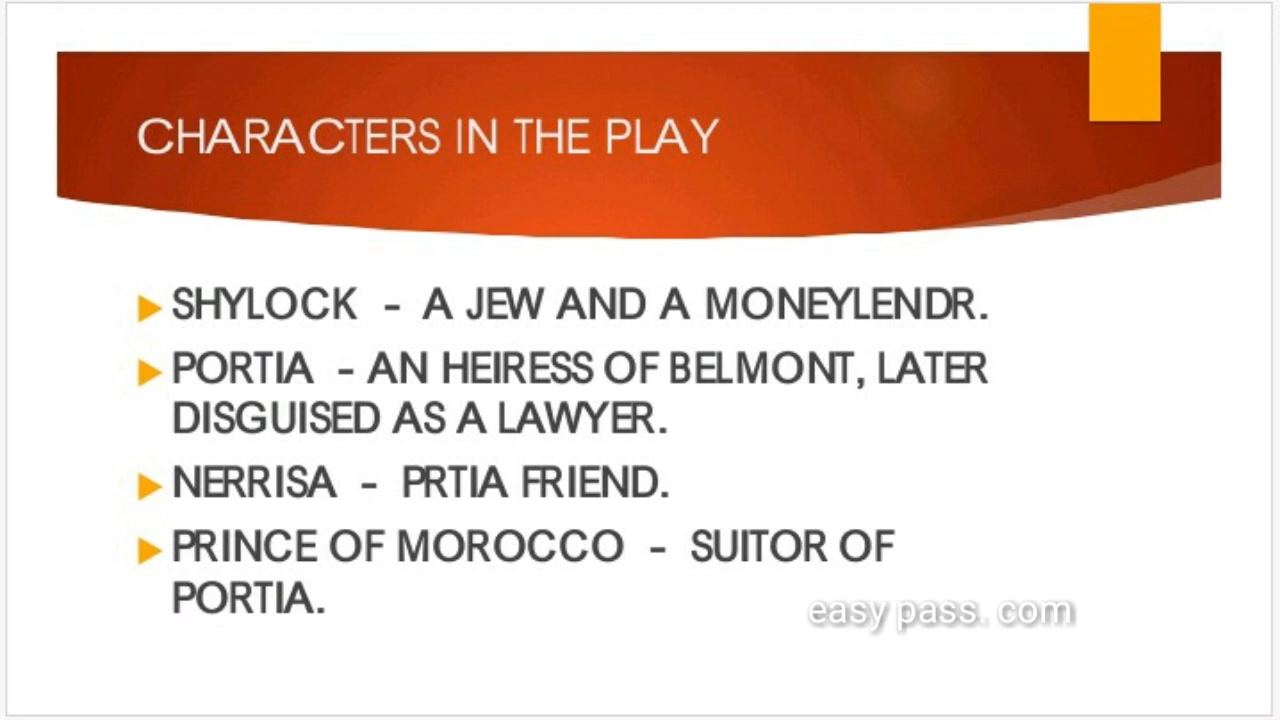 CHARACTERS IN THE PLAY
SHYLOCK - A JEW AND A MONEYLENDR.
PORTIA - AN HEIRESS OF BELMONT, LATER
DISGUISED AS A LAWYER.
NERRISA - PRTIA FRIEND.
PRINCE OF MOROCCO - SUITOR OF
PORTIA.
easy pass. com